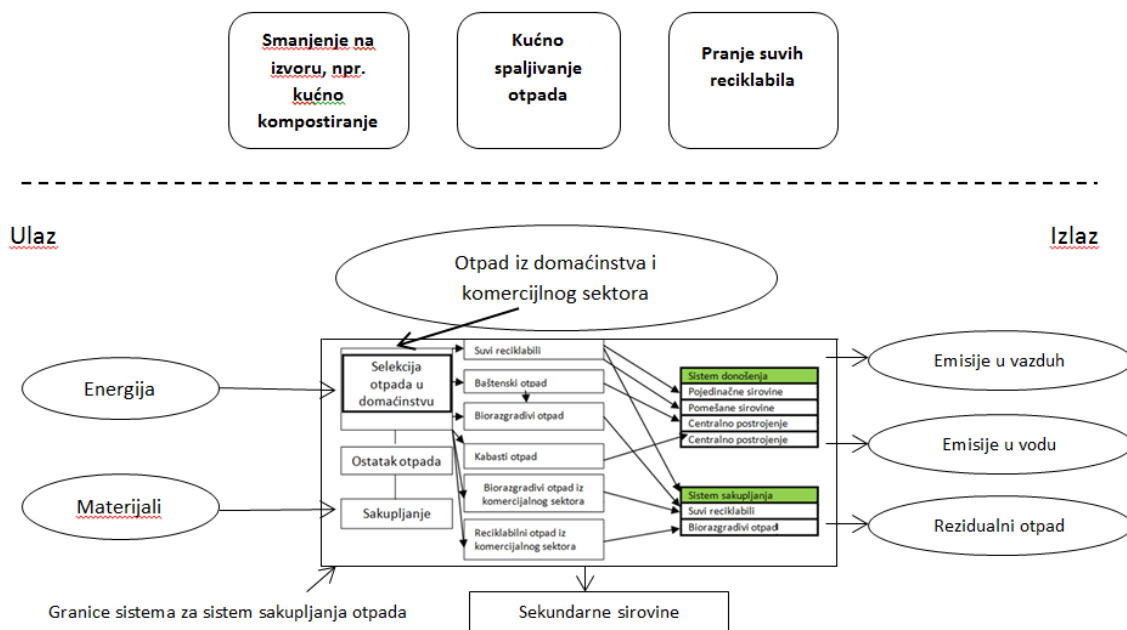 Smanjenje na
izvoru, npr.
kućno
kompostiranje
Kućno
spaljivanje
otpada
Pranje suvih
reciklabila
Ulaz
Izlaz
Otpad iz domaćinstva i
komercijlnog sektora
Energija
Materijali
Selekcija
otpada u
domaćinstvu
Ostatak otpada
Sakupljanje
Suvi reciklabili
Baštenski otpad
Biorazgradivi otpad
Kabasti otpad
Biorazgradivi otpad iz
komercijalnog sektora
Reciklabilni otpad iz
komercijalnog sektora
Sistem donošenja
Pojedinačne sirovine
Pomešane sirovine
Centralno postrojenje
Centralno postrojenje
Sistem sakupljanja
Suvi reciklabili
Biorazgradivi otpad
Emisije u vazduh
Emisije u vodu
Rezidualni otpad
Granice sistema za sistem sakupljanja otpada
Sekundarne sirovine